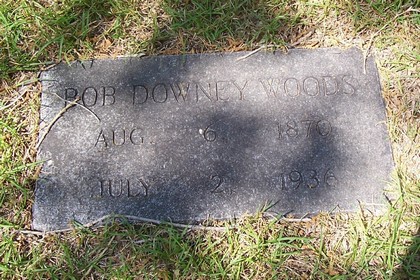 ROB DOWNEY WOODS
AUG 6 1870
JULY 2 1936